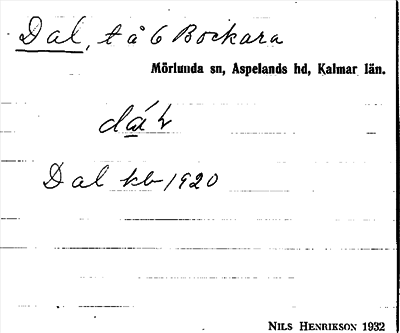 Dal, t å 6 Bockara
Mörlunda sn, Aspelands hd, Kalmar län.
Dal kb 1920
NILS HENRIKSON 1932